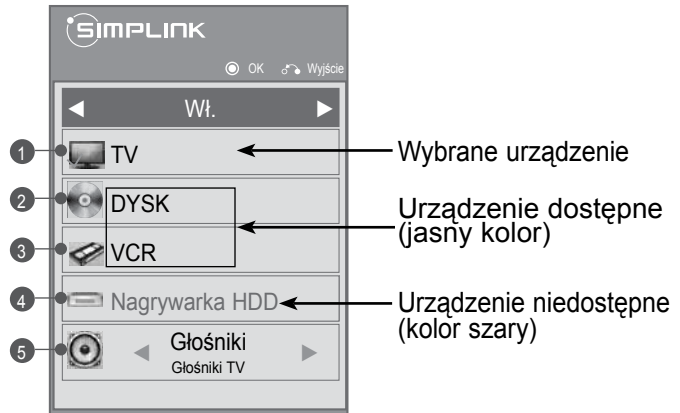 SIMPLINK
OK Wyjście
Wł.
1 TV
Wybrane urządzenie
2 DYSK
Urządzenie dostępne
(jasny kolor)
3 VCR
4 Nagrywarka HDD
Urządzenie niedostępne
(kolor szary)
5 Głośniki
Głośniki TV